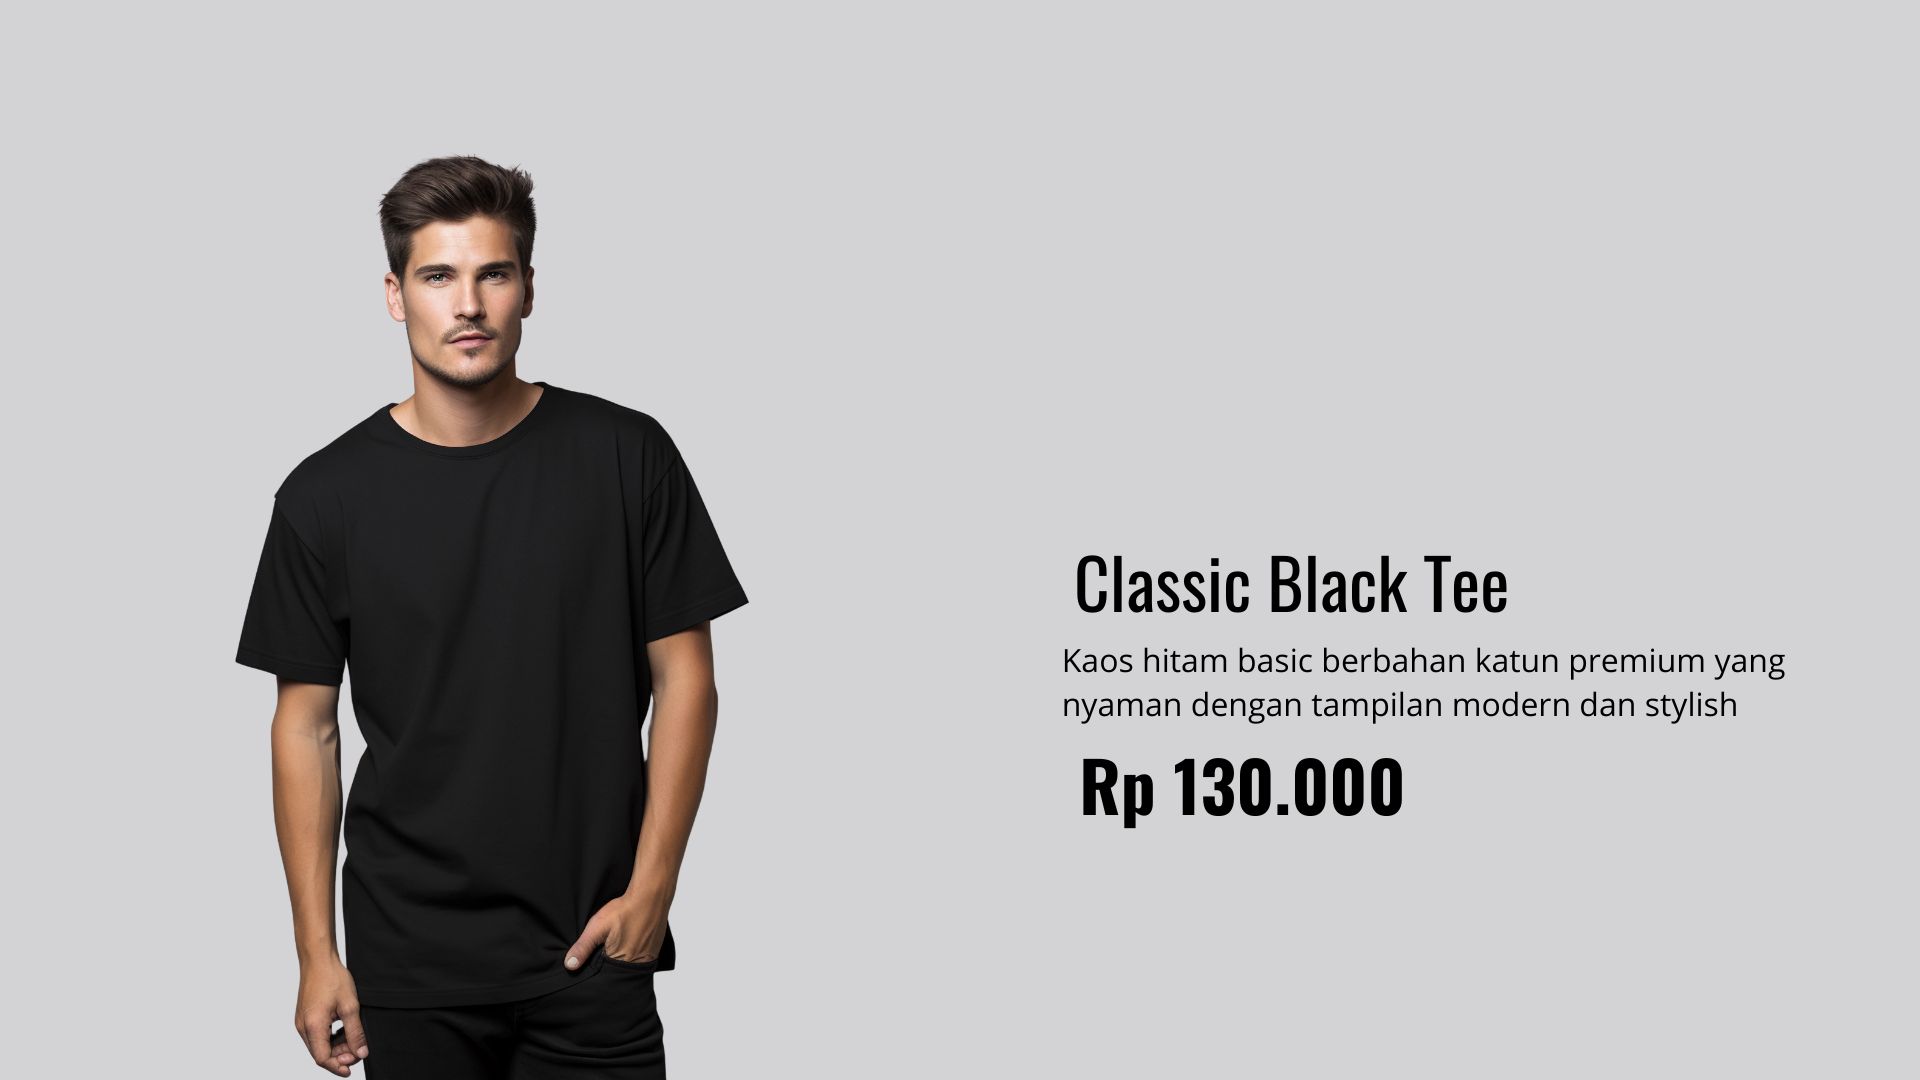 Classic Black Tee
Kaos hitam basic berbahan katun premium yang
nyaman dengan tampilan modern dan stylish
Rp 130.000